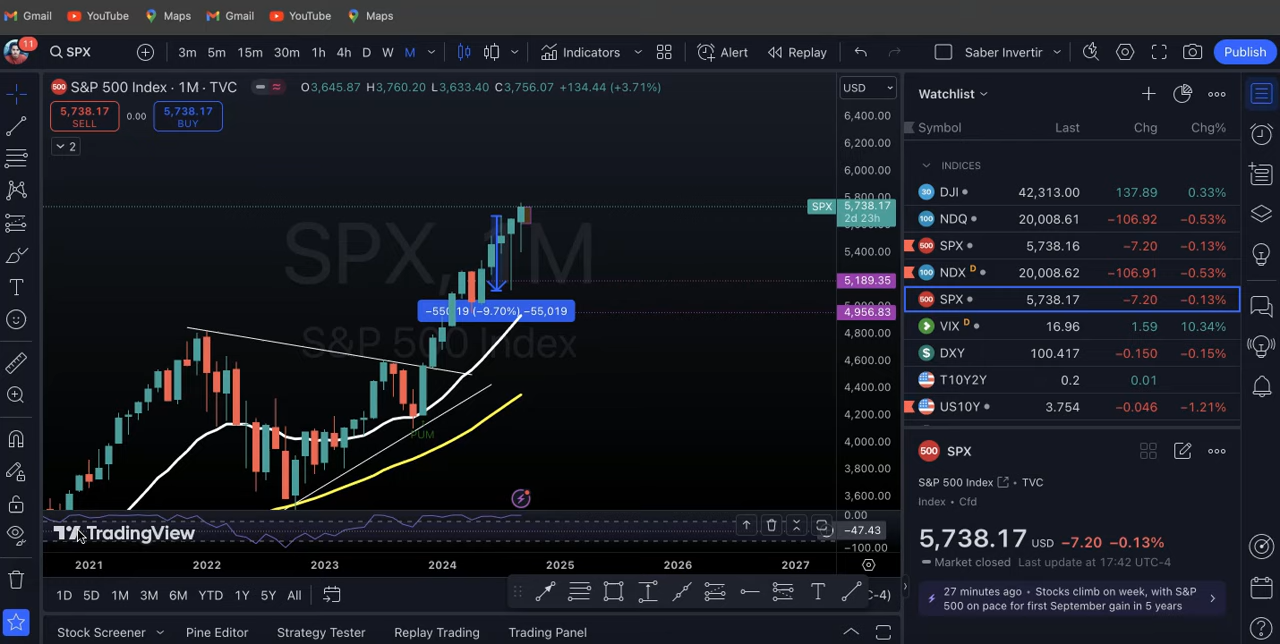 Gmail YouTube Maps Gmail YouTube Maps
11 SPX 3m 5m 15m 30m 1h 4h D W M Indicators Alert Replay Saber Invertir Publish
500 S&P 500 Index · 1M · TVC O3,645.87 H3,760.20 L3,633.40 C3,756.07 +134.44 (+3.71%)
USD
5,738.17 0.00 5,738.17
SELL BUY
2
6,400.00
6,200.00
6,000.00
SPX 5,738.17
2d 23h
5,400.00
5,189.35
4,956.83
4,800.00
4,600.00
4,400.00
4,200.00
4,000.00
3,800.00
3,600.00
SPX, 1M
S&P 500 Index
(−9.70%) −55,019
PUM
TradingView
0.00
−47.43
−100.00
2021 2022 2023 2024 2025 2026 2027
1D 5D 1M 3M 6M YTD 1Y 5Y All
C-4)
Stock Screener Pine Editor Strategy Tester Replay Trading Trading Panel
Watchlist
Symbol Last Chg Chg%
INDICES
30 DJI 42,313.00 137.89 0.33%
100 NDQ 20,008.61 −106.92 −0.53%
500 SPX 5,738.16 −7.20 −0.13%
100 NDX D 20,008.62 −106.91 −0.53%
500 SPX 5,738.17 −7.20 −0.13%
VIX D 16.96 1.59 10.34%
$ DXY 100.417 −0.150 −0.15%
T10Y2Y 0.2 0.01
US10Y 3.754 −0.046 −1.21%
500 SPX
S&P 500 Index • TVC
Index • Cfd
5,738.17 USD −7.20 −0.13%
Market closed Last update at 17:42 UTC-4
27 minutes ago • Stocks climb on week, with S&P
500 on pace for first September gain in 5 years